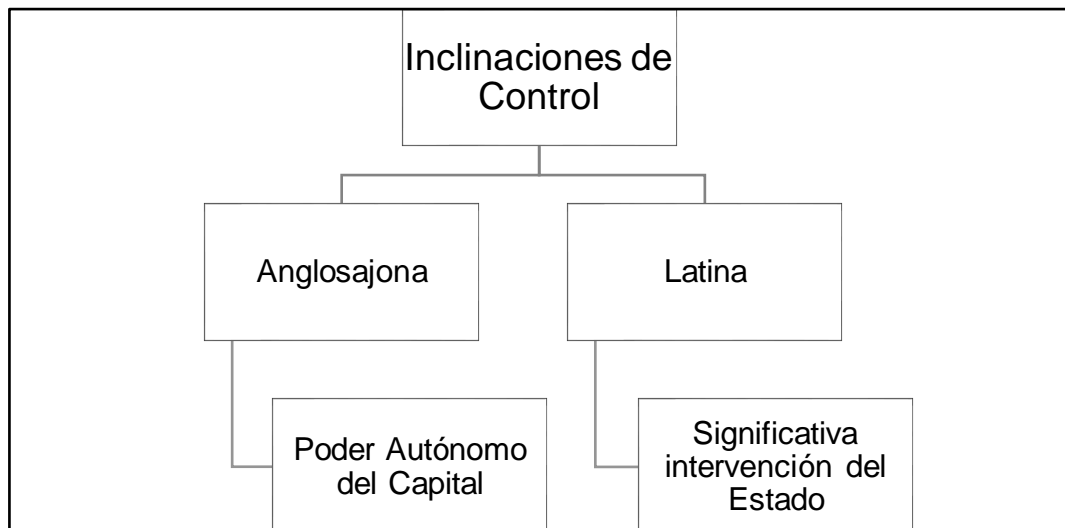 Inclinaciones de
Control
Anglosajona
Latina
Poder Autónomo
del Capital
Significativa
intervención del
Estado